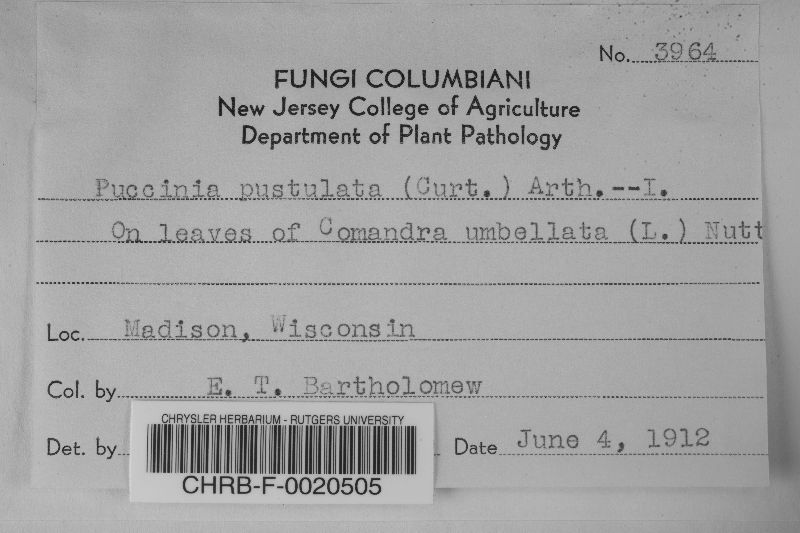 No. 3964
FUNGI COLUMBIANI
New Jersey College of Agriculture
Department of Plant Pathology
Puccinia pustulata (Curt.) Arth.--I.
On leaves of Comandra umbellata (L.) Nutt
Loc. Madison, Wisconsin
Col. by E. T. Bartholomew
CHRYSLER HERBARIUM - RUTGERS UNIVERSITY
Det. by Date June 4, 1912
CHRB-F-0020505